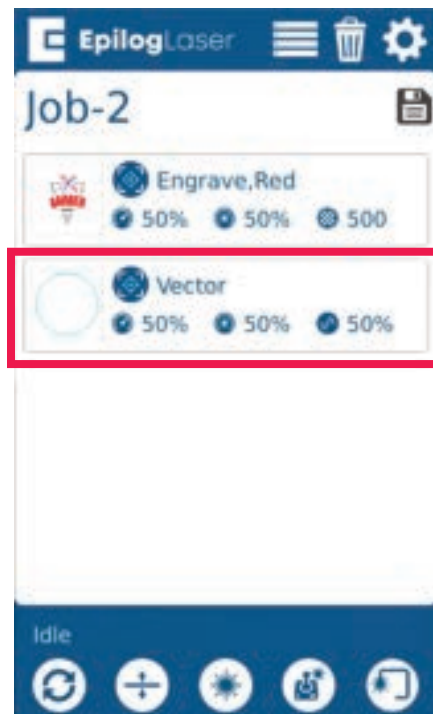 EpilogLaser
Job-2
Engrave,Red
50% 50% 500
Vector
50% 50% 50%
Idle